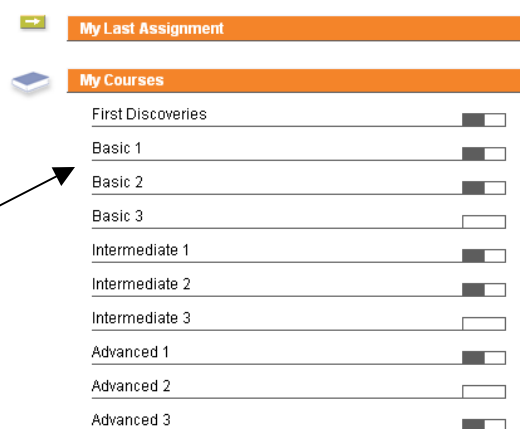 My Last Assignment
My Courses
First Discoveries
Basic 1
Basic 2
Basic 3
Intermediate 1
Intermediate 2
Intermediate 3
Advanced 1
Advanced 2
Advanced 3